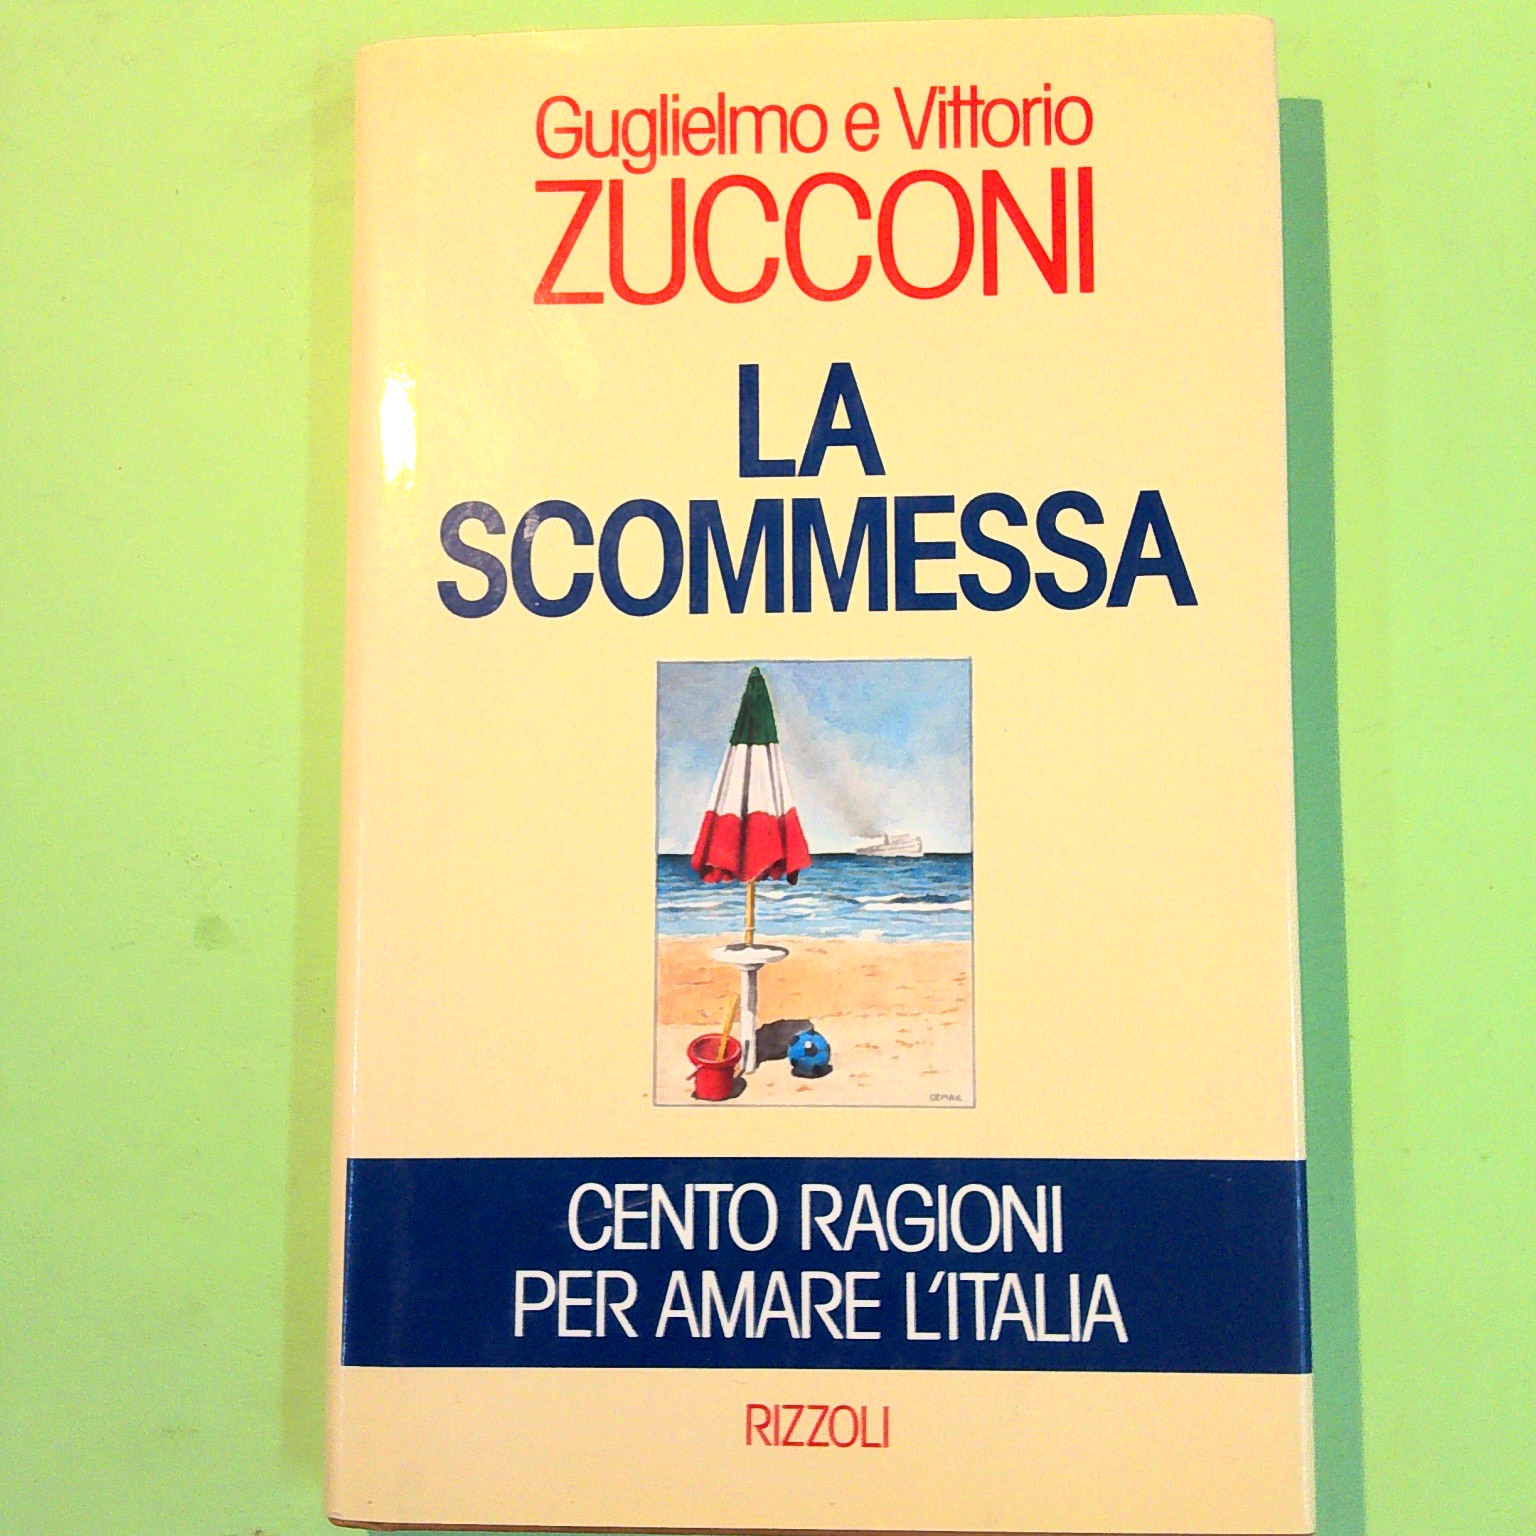 Guglielmo e Vittorio
ZUCCONI
LA
SCOMMESSA
CENTO RAGIONI
PER AMARE L'ITALIA
RIZZOLI